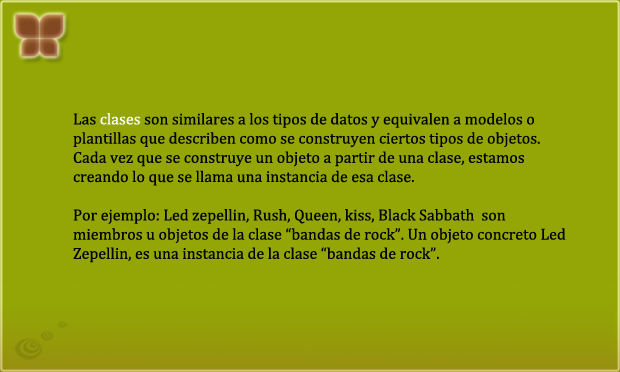 Las clases son similares a los tipos de datos y equivalen a modelos o
plantillas que describen como se construyen ciertos tipos de objetos.
Cada vez que se construye un objeto a partir de una clase, estamos
creando lo que se llama una instancia de esa clase.
Por ejemplo: Led zepellin, Rush, Queen, kiss, Black Sabbath  son
miembros u objetos de la clase “bandas de rock”. Un objeto concreto Led
Zepellin, es una instancia de la clase “bandas de rock”.